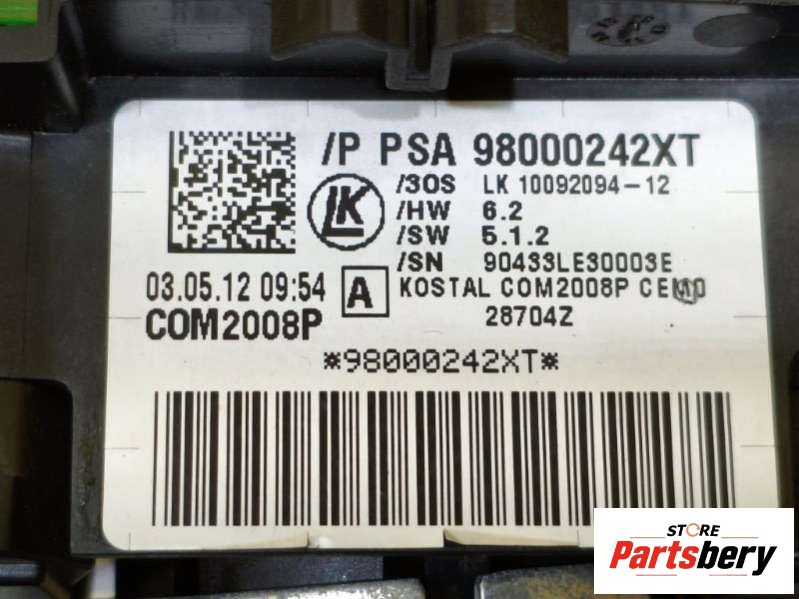 /P PSA 98000242XT
/3OS LK 10092094-12
LK
/HW 6.2
/SW 5.1.2
/SN 90433LE30003E
03.05.12 09:54 A KOSTAL COM2008P
COM2008P 28704Z
*98000242XT*
STORE
Partsbery